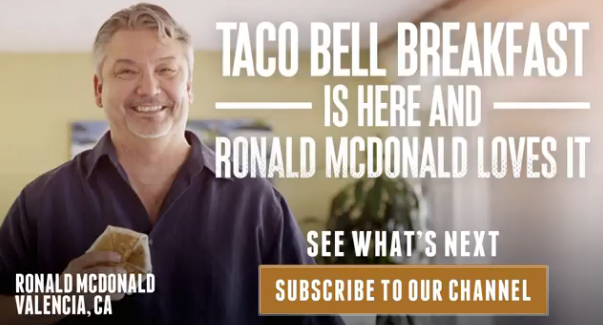 TACO BELL BREAKFAST
IS HERE AND
RONALD MCDONALD LOVES IT
SEE WHAT'S NEXT
SUBSCRIBE TO OUR CHANNEL
RONALD MCDONALD
VALENCIA, CA